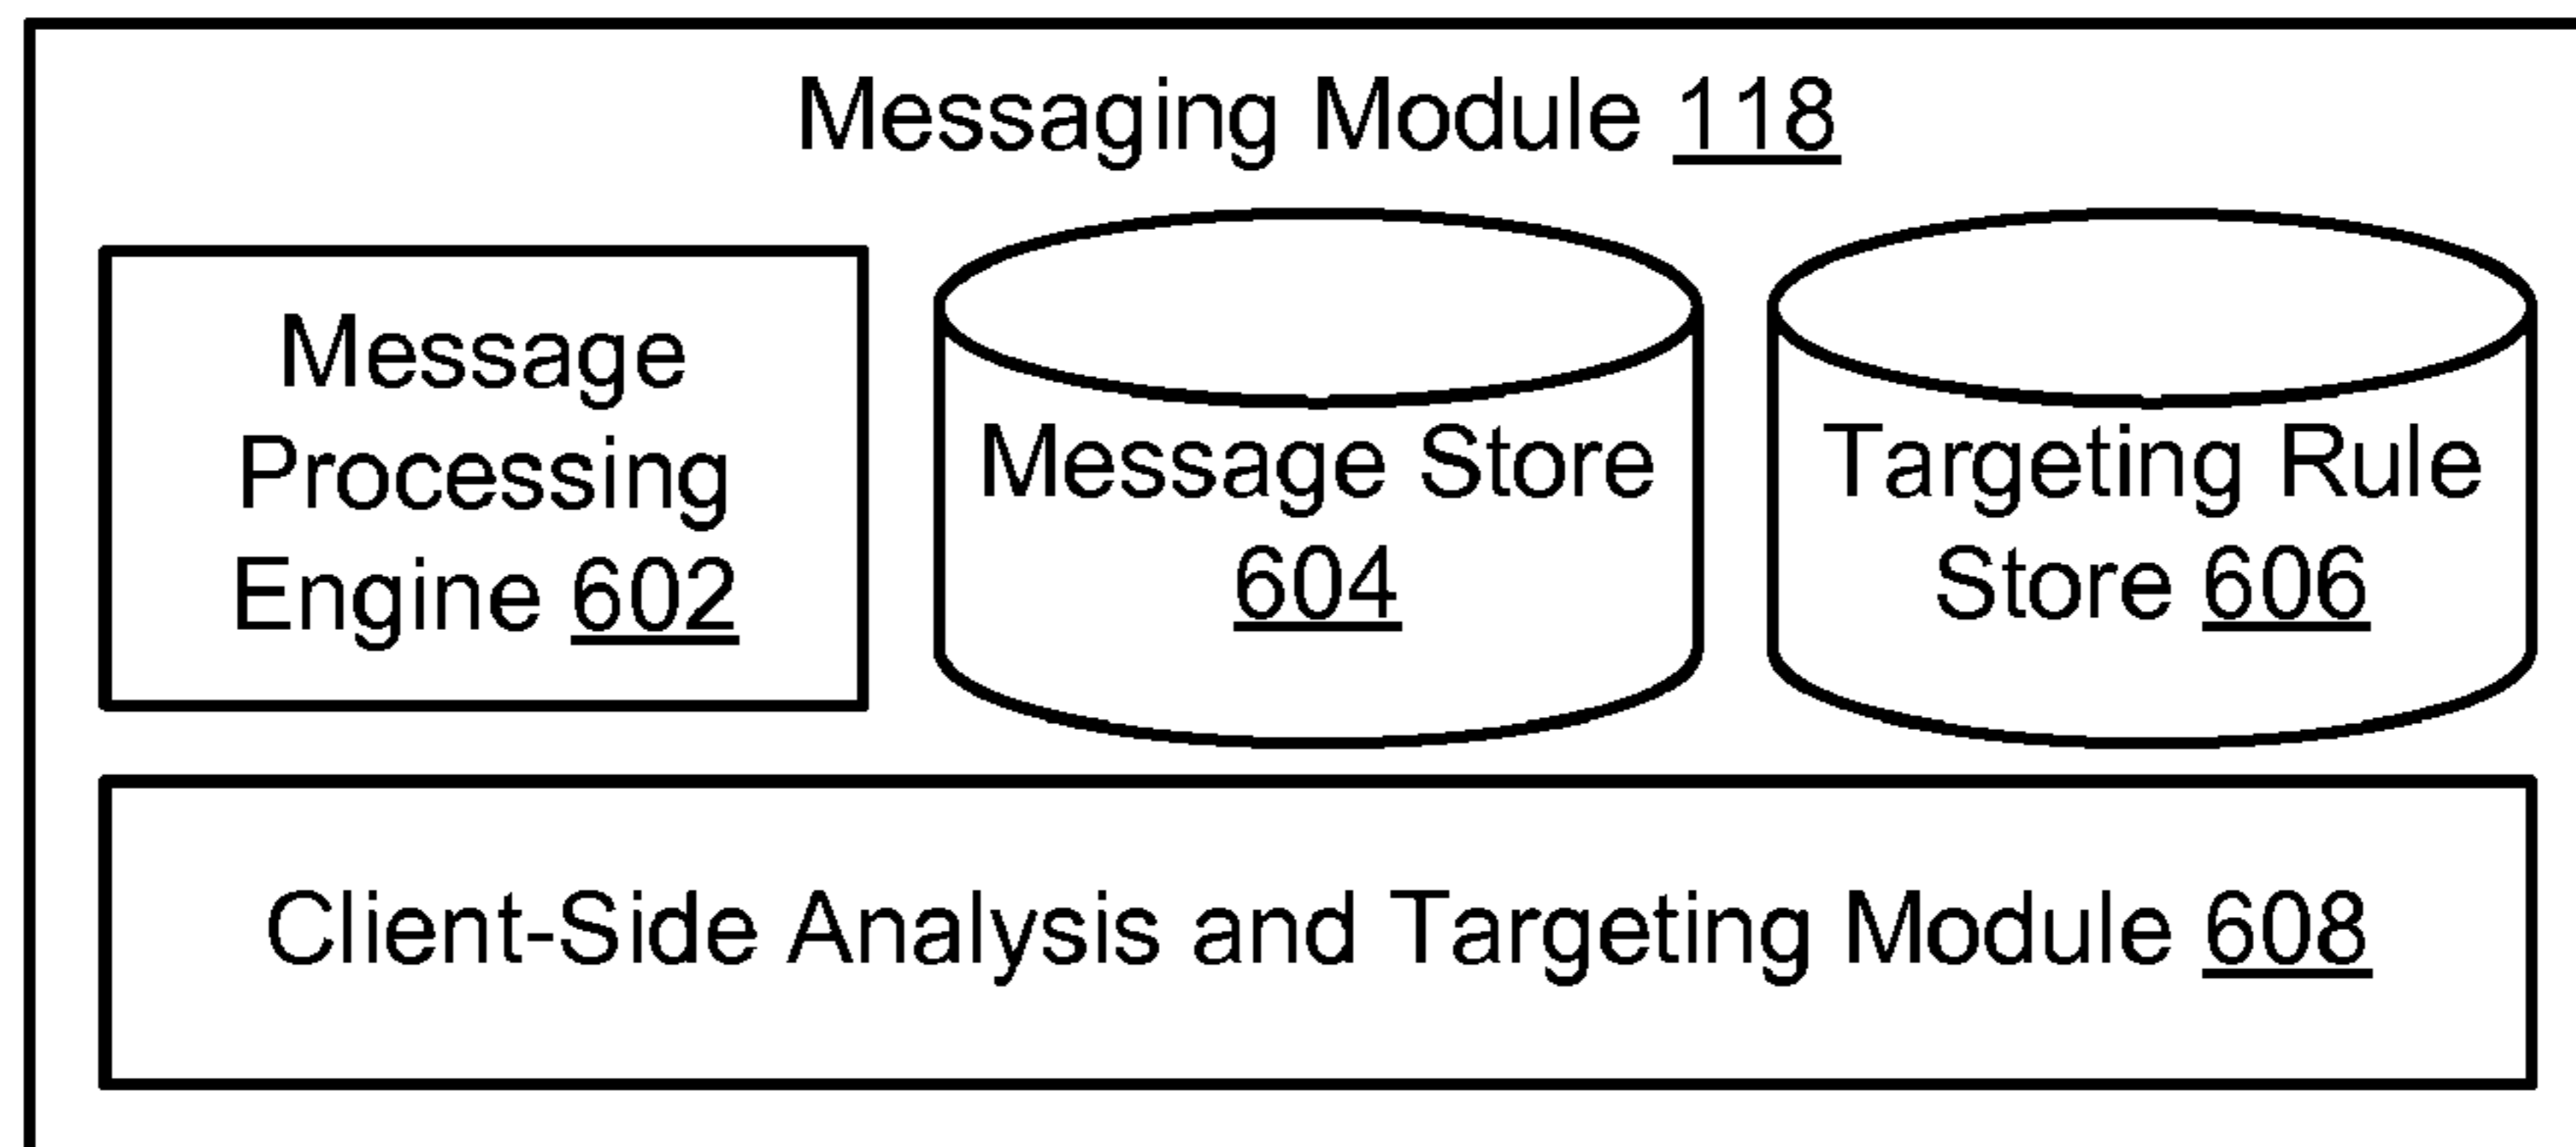 Messaging Module 118
Message
Processing
Engine 602
Message Store
604
Targeting Rule
Store 606
Client-Side Analysis and Targeting Module 608